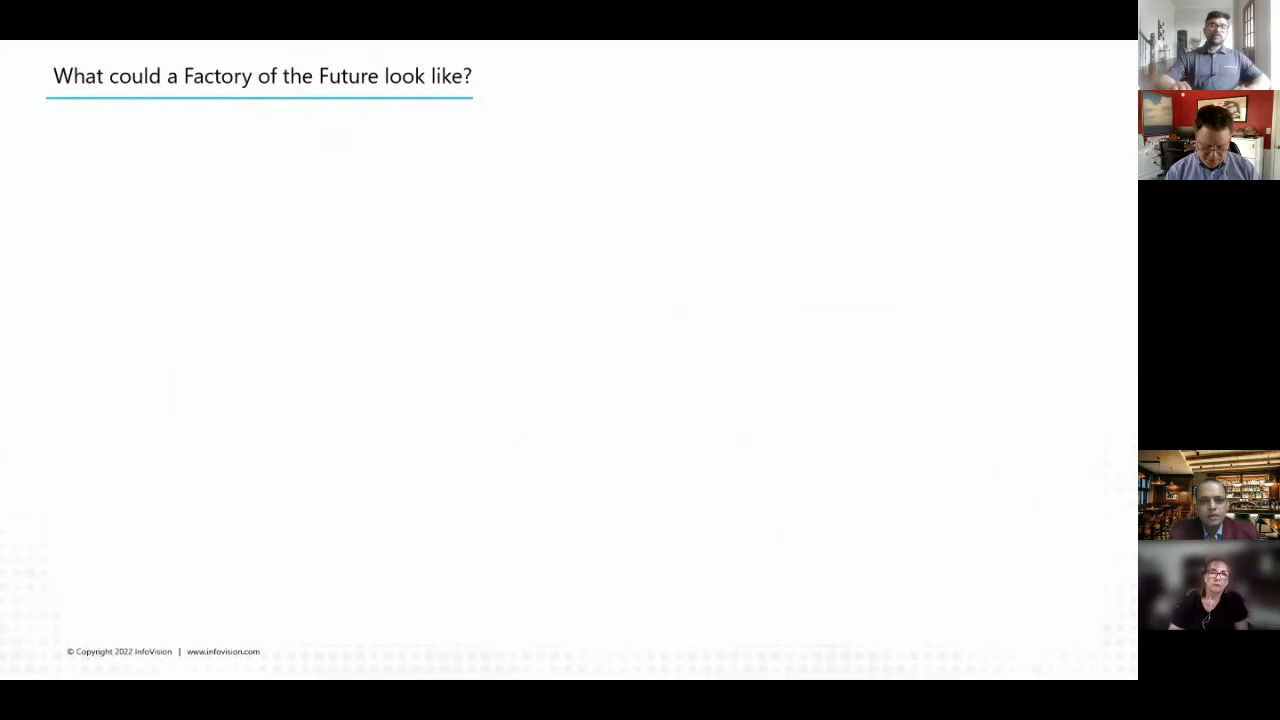 What could a Factory of the Future look like?
© Copyright 2022 InfoVision | www.infovision.com